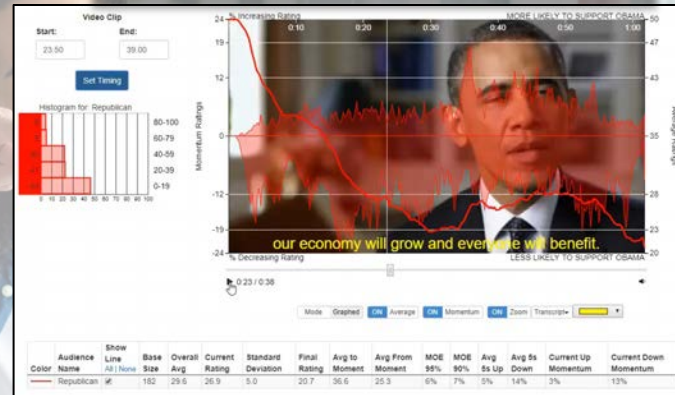 Video Clip
Start: End:
23.50 39.00
Set Timing
Histogram for Republican
80-100
60-79
40-59
20-39
0-19
0 10 20 30 40 50 60 70 80 90 100
% Increasing Rating
MORE LIKELY TO SUPPORT OBAMA
0:10 0:20 0:30 0:40 0:50 1:00
24
19
12
0
-12
-19
-24
Momentum Ratings
50
47
43
35
28
23
20
our economy will grow and everyone will benefit.
% Decreasing Rating
LESS LIKELY TO SUPPORT OBAMA
0:23 / 0:38
Mode Graphed ON Average ON Momentum ON Zoom Transcript
Color Audience Name Show Line All | None Base Size Overall Avg Current Rating Standard Deviation Final Rating Avg to Moment Avg From Moment MOE 95% MOE 90% Avg 5s Up Avg 5s Down Current Up Momentum Current Down Momentum
Republican 182 29.6 26.9 5.0 20.7 36.6 25.3 6% 7% 5% 14% 3% 13%